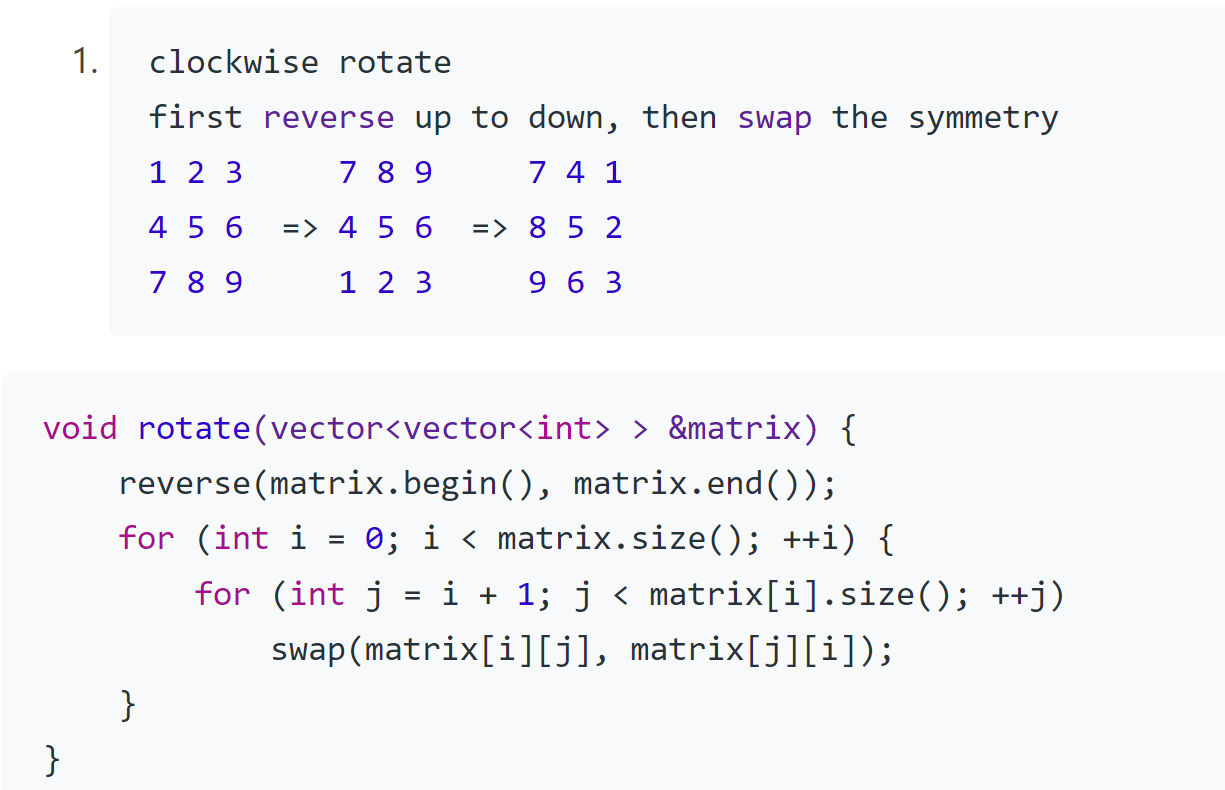 1. clockwise rotate
first reverse up to down, then swap the symmetry
1 2 3     7 8 9     7 4 1
4 5 6  => 4 5 6  => 8 5 2
7 8 9     1 2 3     9 6 3
void rotate(vector<vector<int> > &matrix) {
    reverse(matrix.begin(), matrix.end());
    for (int i = 0; i < matrix.size(); ++i) {
        for (int j = i + 1; j < matrix[i].size(); ++j)
            swap(matrix[i][j], matrix[j][i]);
    }
}